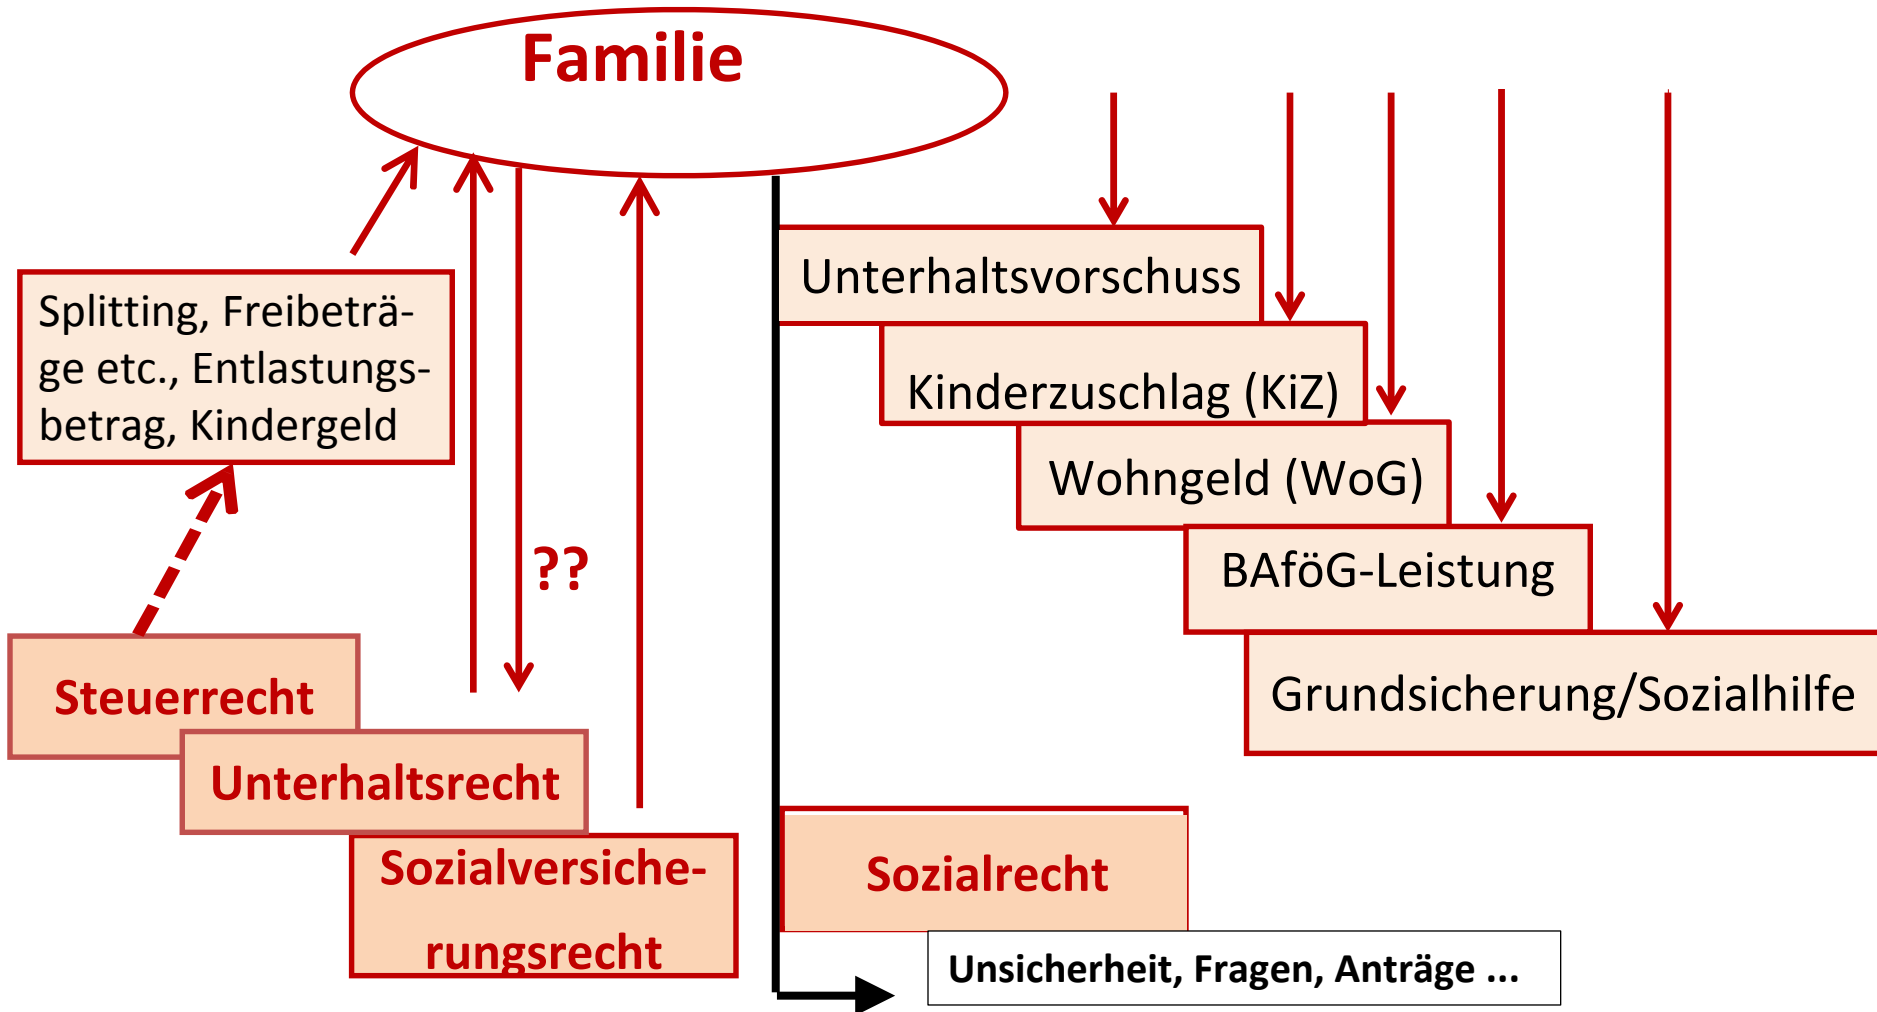 Familie
Unterhaltsvorschuss
Splitting, Freibeträ-
ge etc., Entlastungs-
betrag, Kindergeld
Kinderzuschlag (KiZ)
Wohngeld (WoG)
??
BAföG-Leistung
Steuerrecht
Grundsicherung/Sozialhilfe
Unterhaltsrecht
Sozialversiche-
rungsrecht
Sozialrecht
Unsicherheit, Fragen, Anträge ...